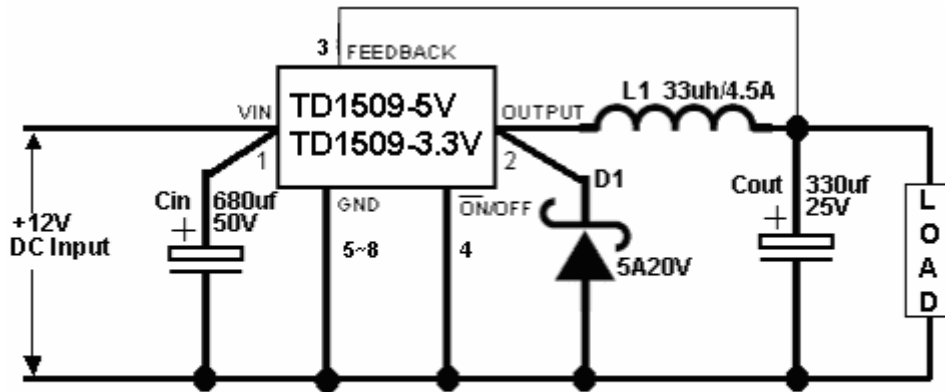 3 FEEDBACK
L1 33uh/4.5A
VIN
TD1509-5V
TD1509-3.3V
OUTPUT
1
2
Cin
680uf
50V
+
GND
ON/OFF
5~8
4
D1
5A20V
Cout
330uf
25V
+
LOAD
+12V
DC Input